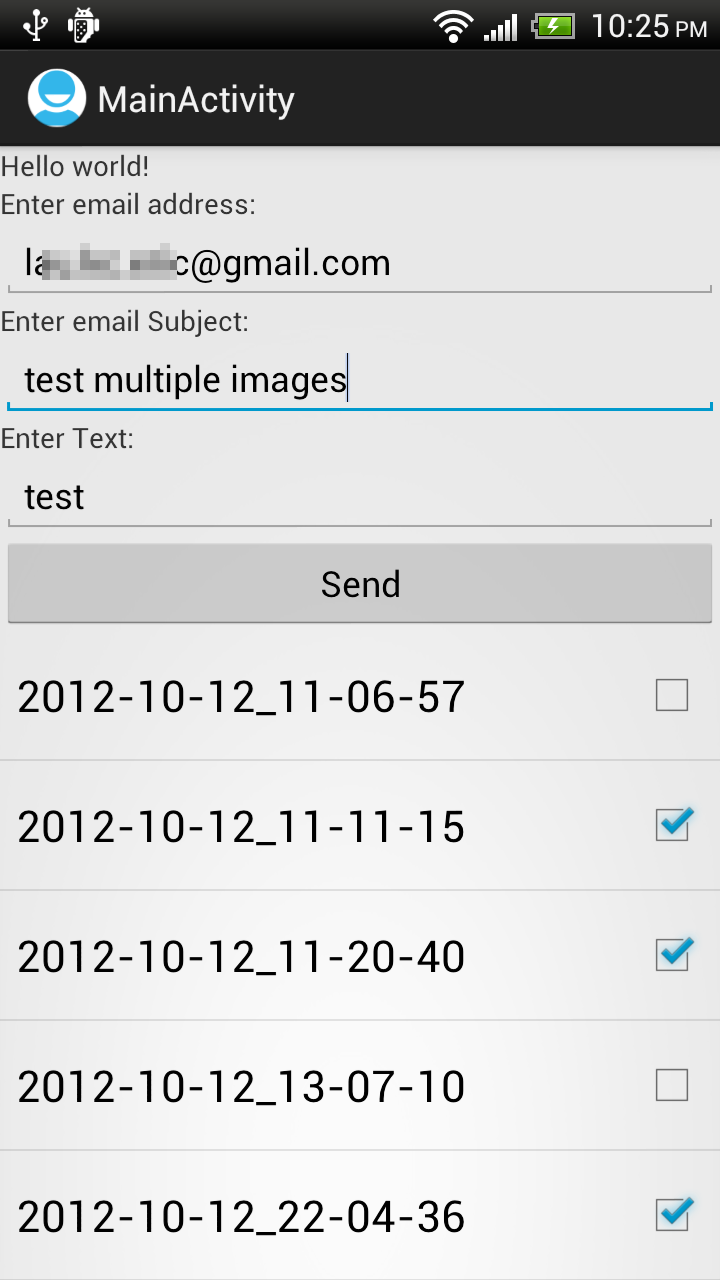 10:25 PM
MainActivity
Hello world!
Enter email address:
@gmail.com
Enter email Subject:
test multiple images
Enter Text:
test
Send
2012-10-12_11-06-57
2012-10-12_11-11-15
2012-10-12_11-20-40
2012-10-12_13-07-10
2012-10-12_22-04-36